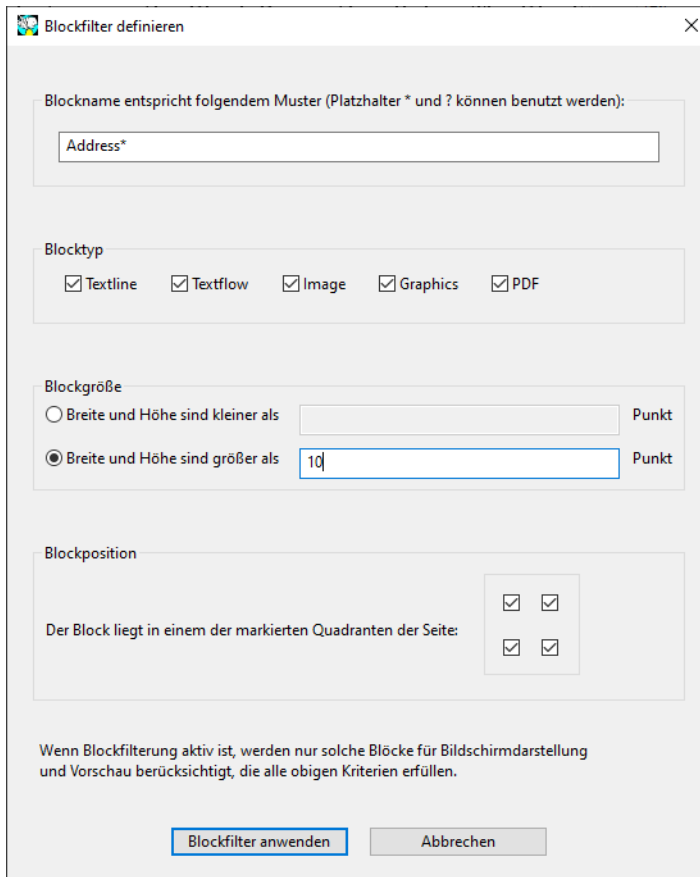 Blockfilter definieren
Blockname entspricht folgendem Muster (Platzhalter * und ? können benutzt werden):
Address*
Blocktyp
Textline Textflow Image Graphics PDF
Blockgröße
Breite und Höhe sind kleiner als Punkt
Breite und Höhe sind größer als 10 Punkt
Blockposition
Der Block liegt in einem der markierten Quadranten der Seite:
Wenn Blockfilterung aktiv ist, werden nur solche Blöcke für Bildschirmdarstellung
und Vorschau berücksichtigt, die alle obigen Kriterien erfüllen.
Blockfilter anwenden Abbrechen